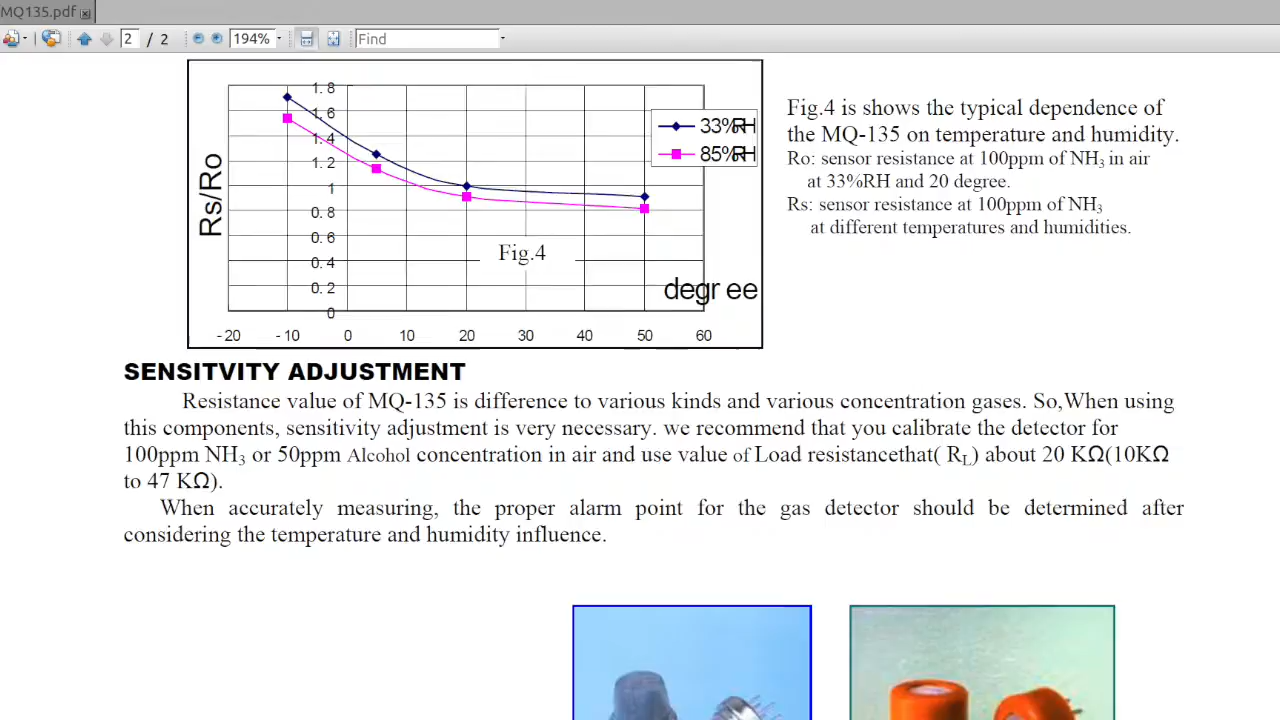 MQ135.pdf
2 / 2 194% Find
1.8
1.6
1.4
1.2
1
0.8
0.6
0.4
0.2
0
-20 -10 0 10 20 30 40 50 60
Rs/Ro
33%RH
85%RH
Fig.4
degree
Fig.4 is shows the typical dependence of
the MQ-135 on temperature and humidity.
Ro: sensor resistance at 100ppm of NH3 in air
at 33%RH and 20 degree.
Rs: sensor resistance at 100ppm of NH3
at different temperatures and humidities.
SENSITVITY ADJUSTMENT
Resistance value of MQ-135 is difference to various kinds and various concentration gases. So,When using
this components, sensitivity adjustment is very necessary. we recommend that you calibrate the detector for
100ppm NH3 or 50ppm Alcohol concentration in air and use value of Load resistancethat( RL) about 20 KΩ(10KΩ
to 47 KΩ).
When accurately measuring, the proper alarm point for the gas detector should be determined after
considering the temperature and humidity influence.